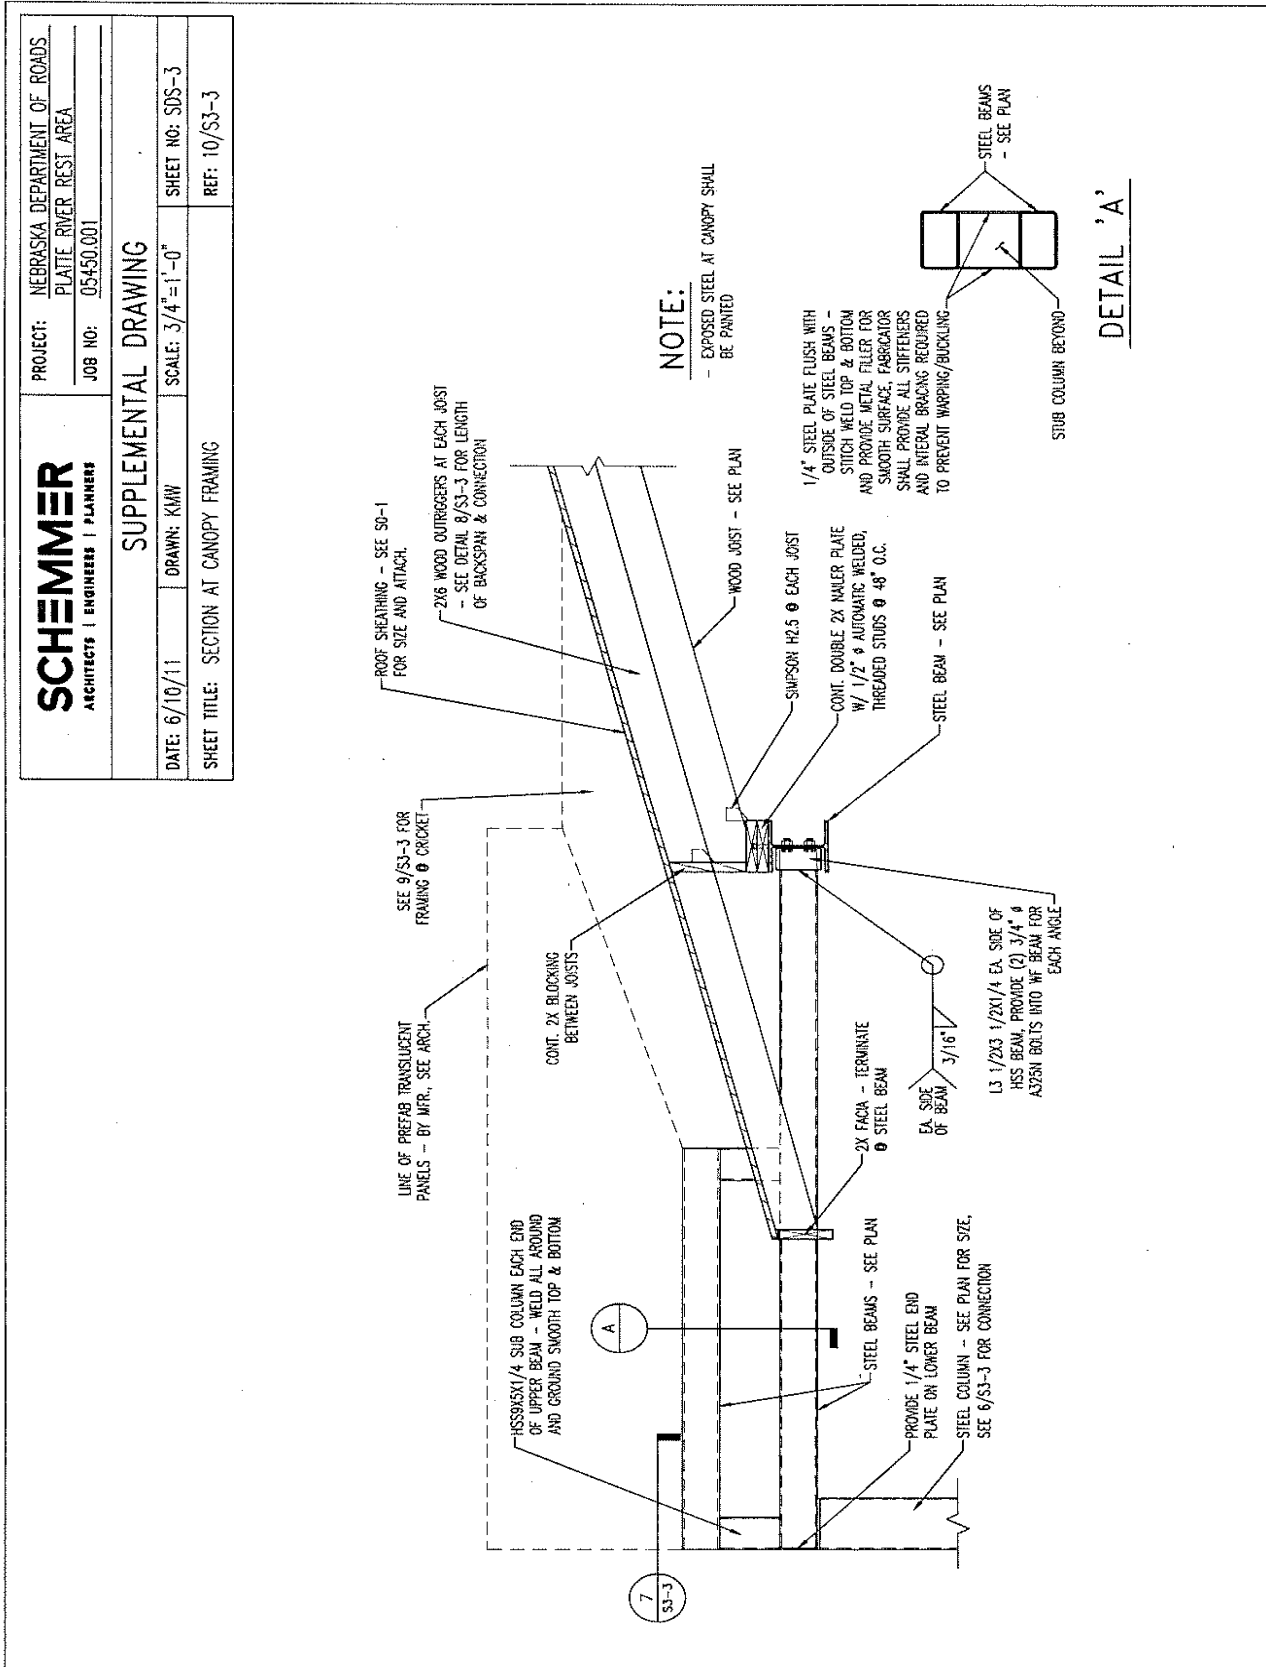 SCHEMMER
ARCHITECTS | ENGINEERS | PLANNERS
PROJECT: NEBRASKA DEPARTMENT OF ROADS
PLATTE RIVER REST AREA
JOB NO: 05450.001
SUPPLEMENTAL DRAWING
DATE: 6/10/11
DRAWN: KMW
SCALE: 3/4"=1'-0"
SHEET NO: SDS-3
SHEET TITLE: SECTION AT CANOPY FRAMING
REF: 10/S3-3
LINE OF PREFAB TRANSLUCENT
PANELS - BY MFR., SEE ARCH.
SEE 9/S3-3 FOR
FRAMING @ CRICKET
ROOF SHEATHING - SEE S0-1
FOR SIZE AND ATTACH.
2X6 WOOD OUTRIGGERS AT EACH JOIST
- SEE DETAIL 8/S3-3 FOR LENGTH
OF BACKSPAN & CONNECTION
HSS9X5X1/4 SUB COLUMN EACH END
OF UPPER BEAM - WELD ALL AROUND
AND GROUND SMOOTH TOP & BOTTOM
CONT. 2X BLOCKING
BETWEEN JOISTS
NOTE:
- EXPOSED STEEL AT CANOPY SHALL
BE PAINTED
7
S3-3
A
WOOD JOIST - SEE PLAN
SIMPSON H2.5 @ EACH JOIST
CONT. DOUBLE 2X NAILER PLATE
W/ 1/2" ø AUTOMATIC WELDED,
THREADED STUDS @ 48" O.C.
STEEL BEAM - SEE PLAN
2X FACIA - TERMINATE
@ STEEL BEAM
STEEL BEAMS - SEE PLAN
PROVIDE 1/4" STEEL END
PLATE ON LOWER BEAM
STEEL COLUMN - SEE PLAN FOR SIZE,
SEE 6/S3-3 FOR CONNECTION
EA. SIDE
OF BEAM
3/16"
L3 1/2X3 1/2X1/4 EA. SIDE OF
HSS BEAM, PROVIDE (2) 3/4" ø
A325N BOLTS INTO WF BEAM FOR
EACH ANGLE
1/4" STEEL PLATE FLUSH WITH
OUTSIDE OF STEEL BEAMS -
STITCH WELD TOP & BOTTOM
AND PROVIDE METAL FILLER FOR
SMOOTH SURFACE, FABRICATOR
SHALL PROVIDE ALL STIFFENERS
AND INTERAL BRACING REQUIRED
TO PREVENT WARPING/BUCKLING
STEEL BEAMS
- SEE PLAN
STUB COLUMN BEYOND
DETAIL 'A'